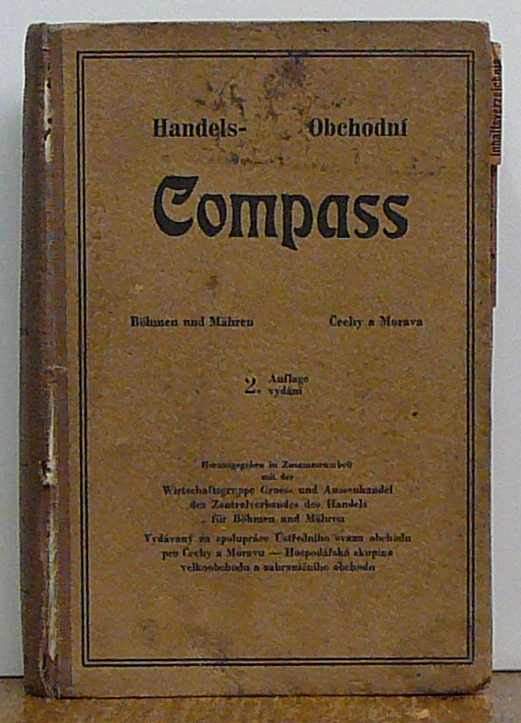 Inhaltsverzeichnis
Handels- Obchodní
Compass
Böhmen und Mähren Čechy a Morava
2. Auflage
vydání
Herausgegeben in Zusammenarbeit
mit der
Wirtschaftsgruppe Gross- und Aussenhandel
des Zentralverbandes des Handels
für Böhmen und Mähren
Vydávaný za spolupráce Ústředního svazu obchodu
pro Čechy a Moravu — Hospodářská skupina
velkoobchodu a zahraničního obchodu